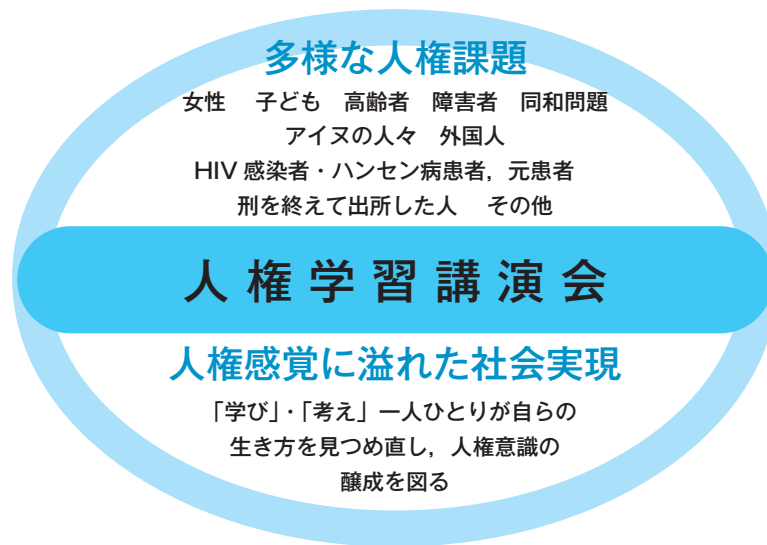 多様な人権課題
女性 子ども 高齢者 障害者 同和問題
アイヌの人々 外国人
HIV 感染者・ハンセン病患者，元患者
刑を終えて出所した人 その他
人権学習講演会
人権感覚に溢れた社会実現
「学び」・「考え」一人ひとりが自らの
生き方を見つめ直し，人権意識の
醸成を図る